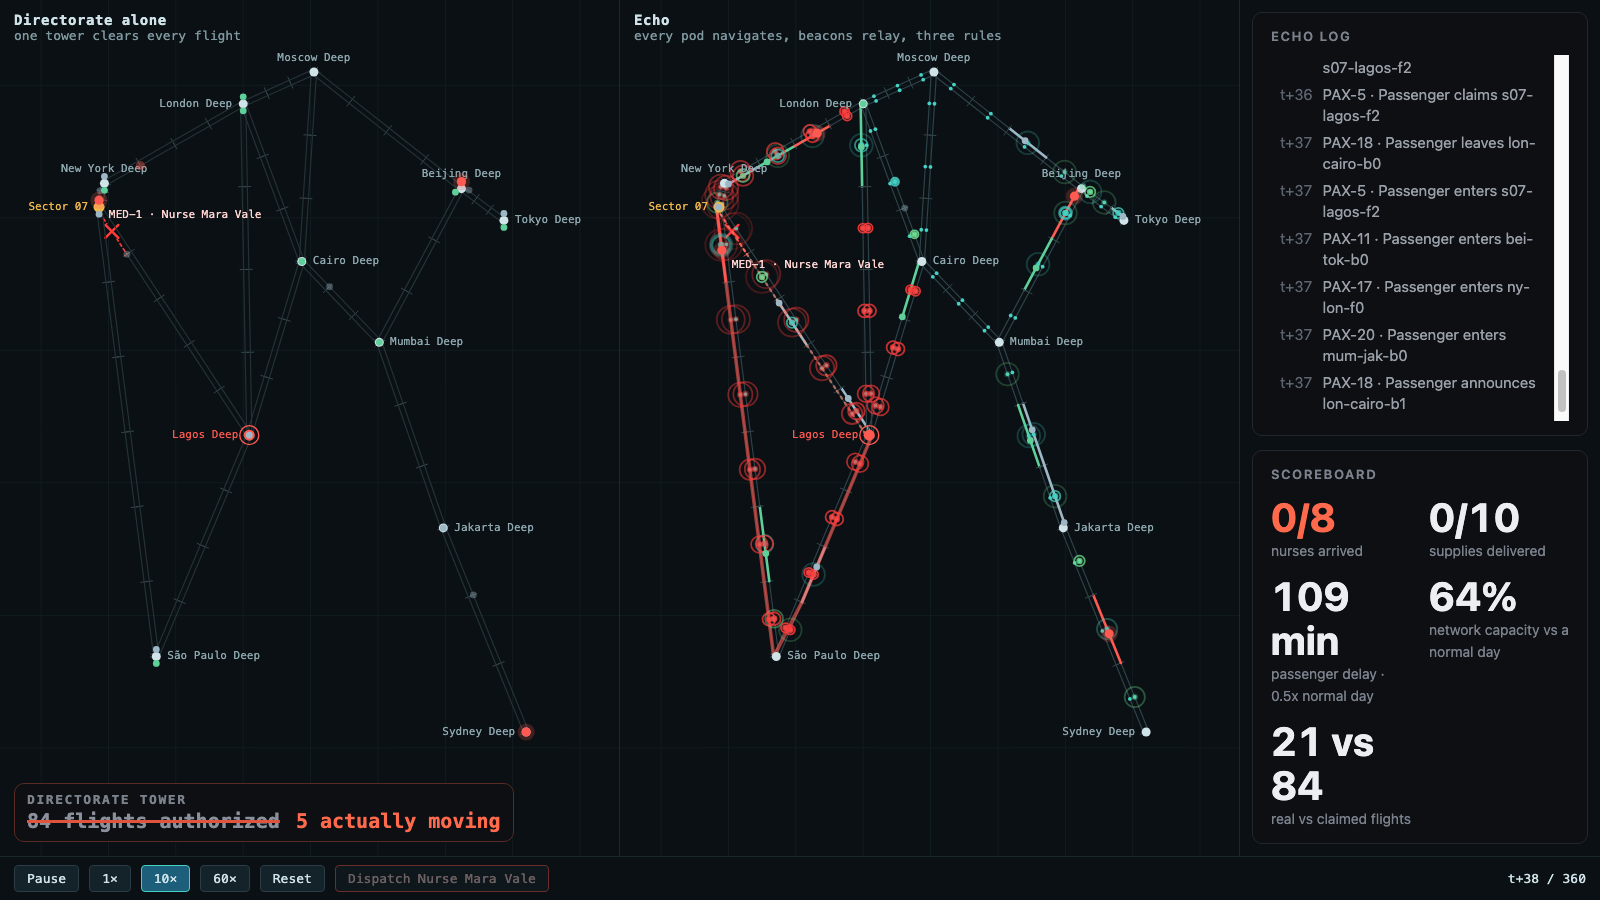 Directorate alone
one tower clears every flight
Moscow Deep
London Deep
New York Deep
Beijing Deep
Sector 07
MED-1 · Nurse Mara Vale
Tokyo Deep
Cairo Deep
Mumbai Deep
Lagos Deep
Jakarta Deep
São Paulo Deep
Sydney Deep
DIRECTORATE TOWER
84 flights authorized 5 actually moving
Echo
every pod navigates, beacons relay, three rules
Moscow Deep
London Deep
New York Deep
Beijing Deep
Sector 07
Tokyo Deep
MED-1 · Nurse Mara Vale
Cairo Deep
Mumbai Deep
Lagos Deep
Jakarta Deep
São Paulo Deep
Sydney Deep
ECHO LOG
s07-lagos-f2
t+36 PAX-5 · Passenger claims s07-
lagos-f2
t+37 PAX-18 · Passenger leaves lon-
cairo-b0
t+37 PAX-5 · Passenger enters s07-
lagos-f2
t+37 PAX-11 · Passenger enters bei-
tok-b0
t+37 PAX-17 · Passenger enters ny-
lon-f0
t+37 PAX-20 · Passenger enters
mum-jak-b0
t+37 PAX-18 · Passenger announces
lon-cairo-b1
SCOREBOARD
0/8
nurses arrived
0/10
supplies delivered
109
min
passenger delay ·
0.5x normal day
64%
network capacity vs a
normal day
21 vs
84
real vs claimed flights
Pause
1×
10×
60×
Reset
Dispatch Nurse Mara Vale
t+38 / 360